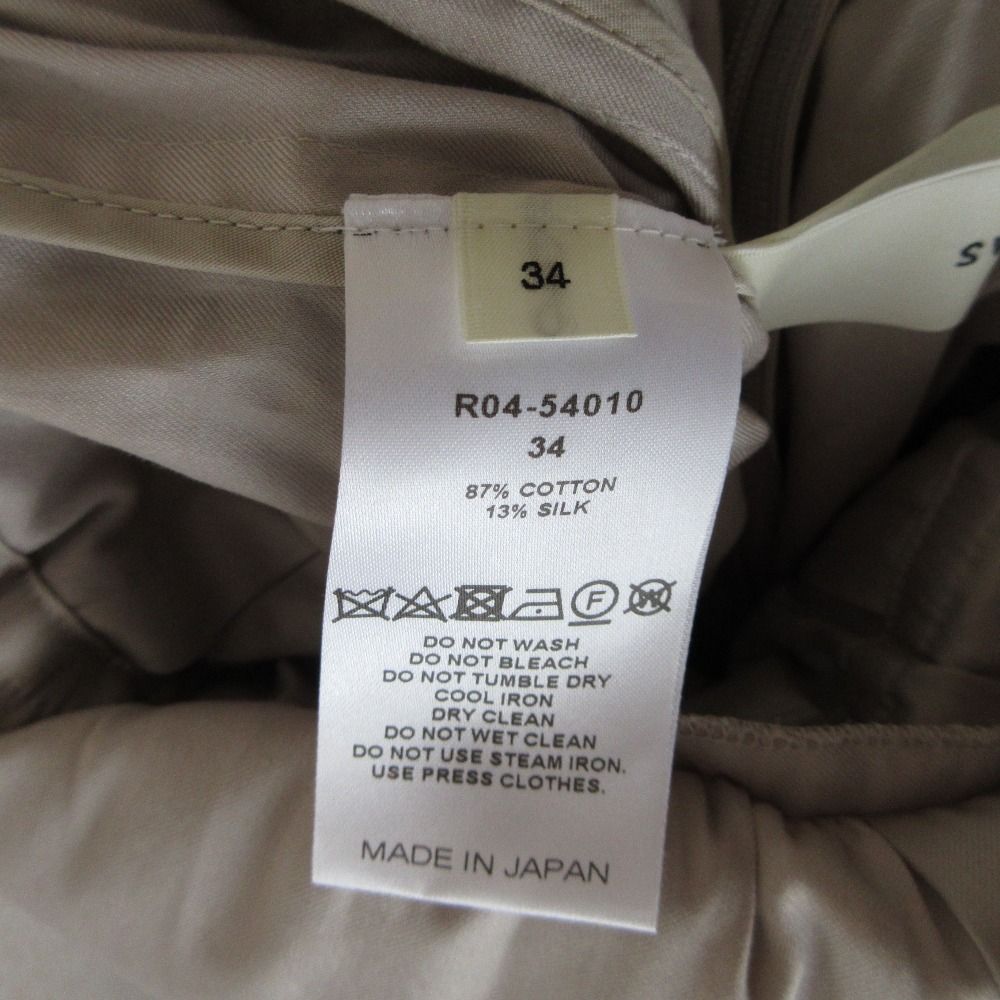 34
R04-54010
34
87% COTTON
13% SILK
F
W
DO NOT WASH
DO NOT BLEACH
DO NOT TUMBLE DRY
COOL IRON
DRY CLEAN
DO NOT WET CLEAN
DO NOT USE STEAM IRON.
USE PRESS CLOTHES.
MADE IN JAPAN